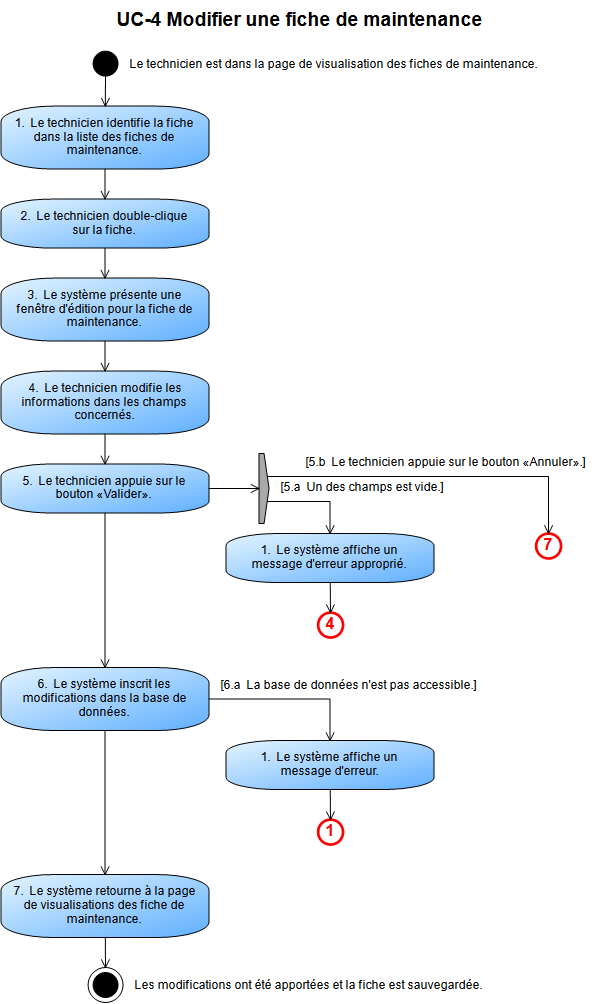 UC-4 Modifier une fiche de maintenance
Le technicien est dans la page de visualisation des fiches de maintenance.
1. Le technicien identifie la fiche
dans la liste des fiches de
maintenance.
2. Le technicien double-clique
sur la fiche.
3. Le système présente une
fenêtre d'édition pour la fiche de
maintenance.
4. Le technicien modifie les
informations dans les champs
concernés.
5. Le technicien appuie sur le
bouton «Valider».
[5.b Le technicien appuie sur le bouton «Annuler».]
[5.a Un des champs est vide.]
7
1. Le système affiche un
message d'erreur approprié.
4
6. Le système inscrit les
modifications dans la base de
données.
[6.a La base de données n'est pas accessible.]
1. Le système affiche un
message d'erreur.
1
7. Le système retourne à la page
de visualisations des fiche de
maintenance.
Les modifications ont été apportées et la fiche est sauvegardée.